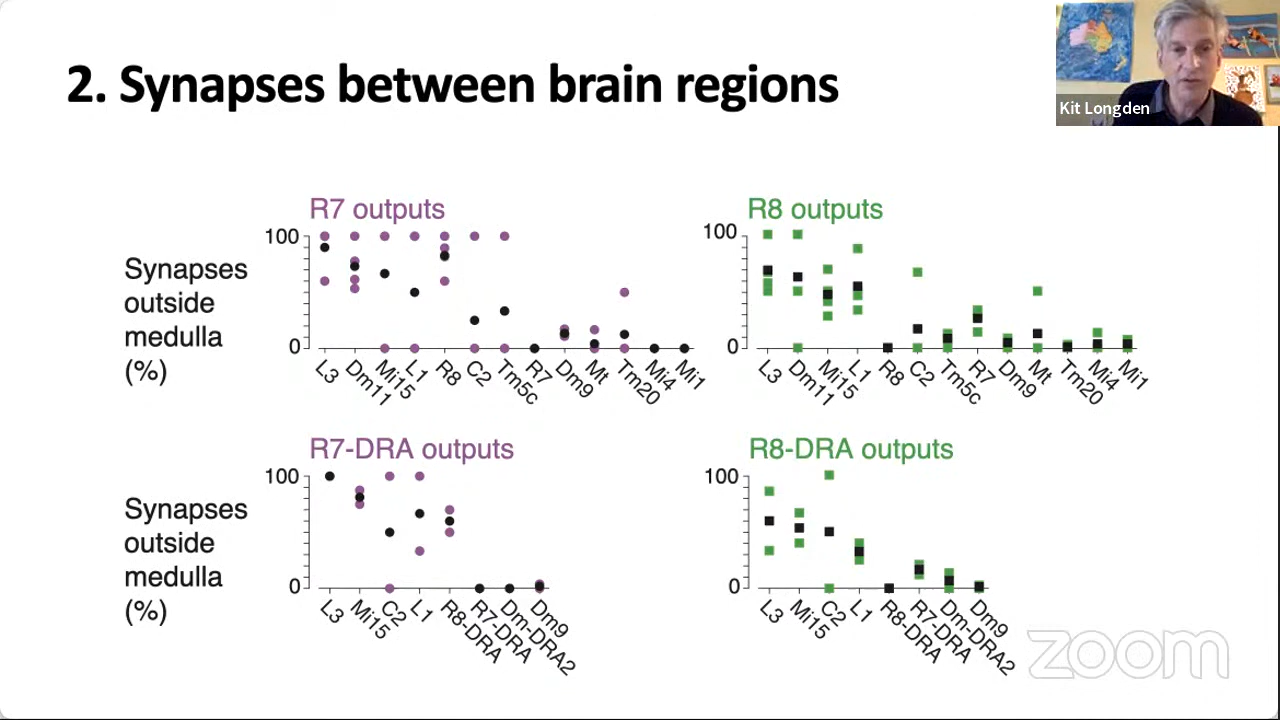 2. Synapses between brain regions
Kit Longden
R7 outputs
Synapses
outside
medulla
(%)
100
0
L3
Dm11
Mi15
L1
R8
C2
Tm5c
R7
Dm9
Mt
Tm20
Mi4
Mi1
R8 outputs
100
0
L3
Dm11
Mi15
L1
R8
C2
Tm5c
R7
Dm9
Mt
Tm20
Mi4
Mi1
R7-DRA outputs
Synapses
outside
medulla
(%)
100
0
L3
Mi15
C2
L1
R8-DRA
R7-DRA
Dm-DRA2
Dm9
R8-DRA outputs
100
0
L3
Mi15
C2
L1
R8-DRA
R7-DRA
Dm-DRA2
Dm9
zoom